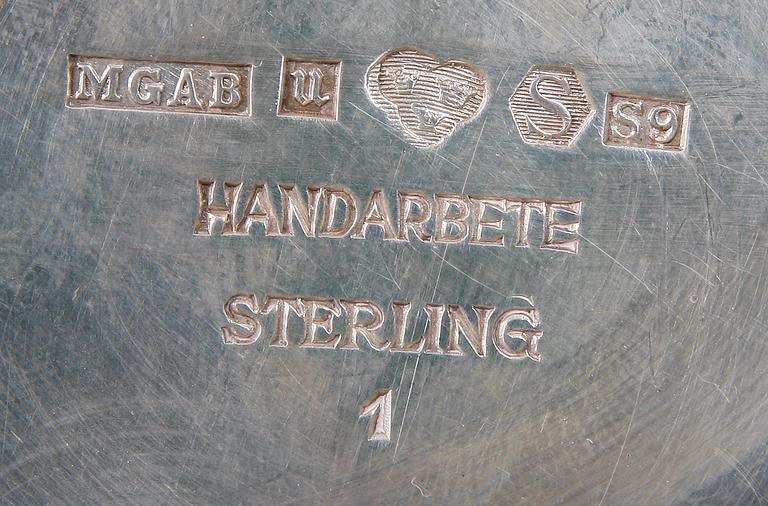 MGAB u S S9
HANDARBETE
STERLING
1